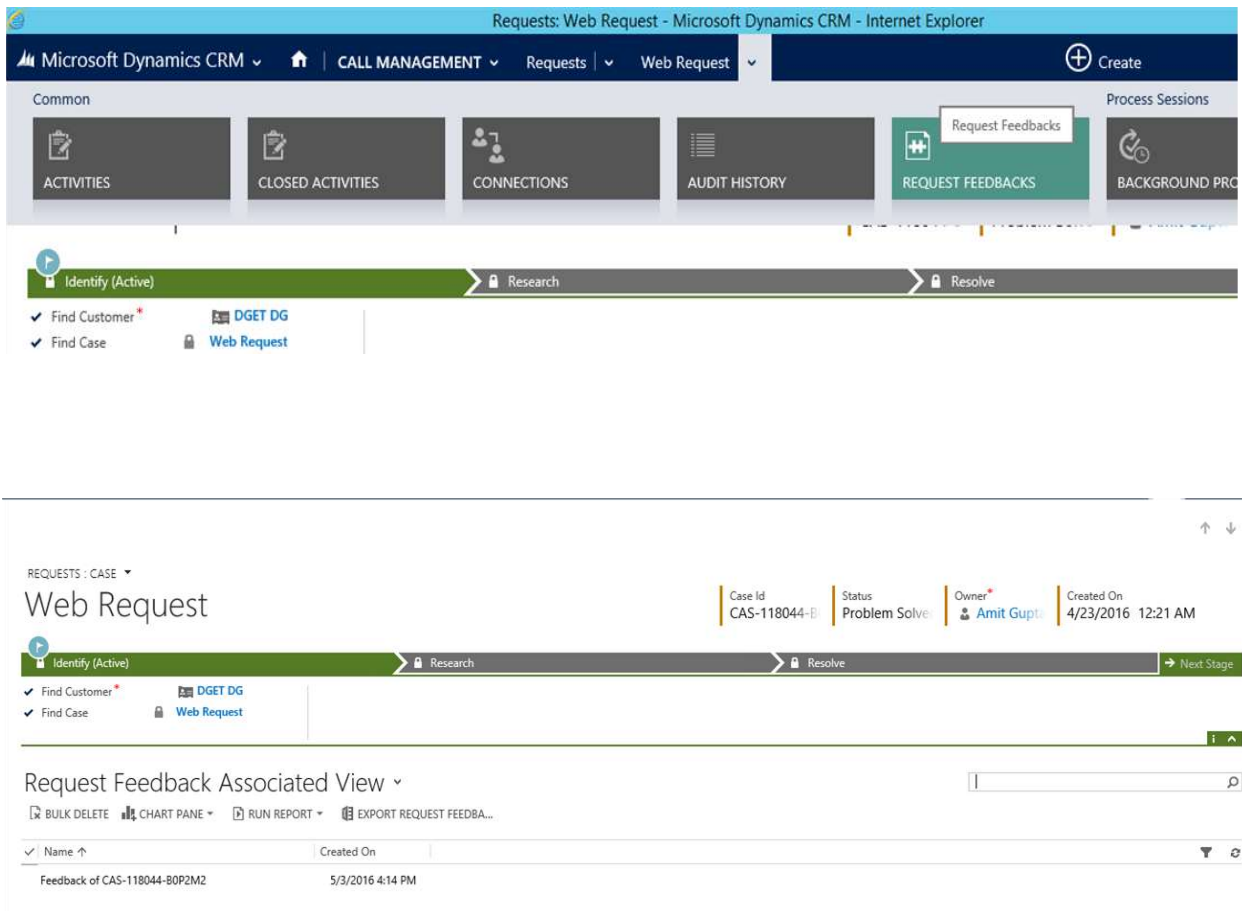 Requests: Web Request - Microsoft Dynamics CRM - Internet Explorer
Microsoft Dynamics CRM CALL MANAGEMENT Requests Web Request Create
Common Process Sessions
Request Feedbacks
ACTIVITIES CLOSED ACTIVITIES CONNECTIONS AUDIT HISTORY REQUEST FEEDBACKS BACKGROUND PRO
Identify (Active) Research Resolve
✓ Find Customer* DGET DG
✓ Find Case Web Request
REQUESTS : CASE
Web Request
Case Id Status Owner* Created On
CAS-118044-B Problem Solve Amit Gupt 4/23/2016 12:21 AM
Identify (Active) Research Resolve → Next Stage
✓ Find Customer* DGET DG
✓ Find Case Web Request
Request Feedback Associated View
BULK DELETE CHART PANE RUN REPORT EXPORT REQUEST FEEDBA...
✓ Name ↑ Created On
Feedback of CAS-118044-B0P2M2 5/3/2016 4:14 PM